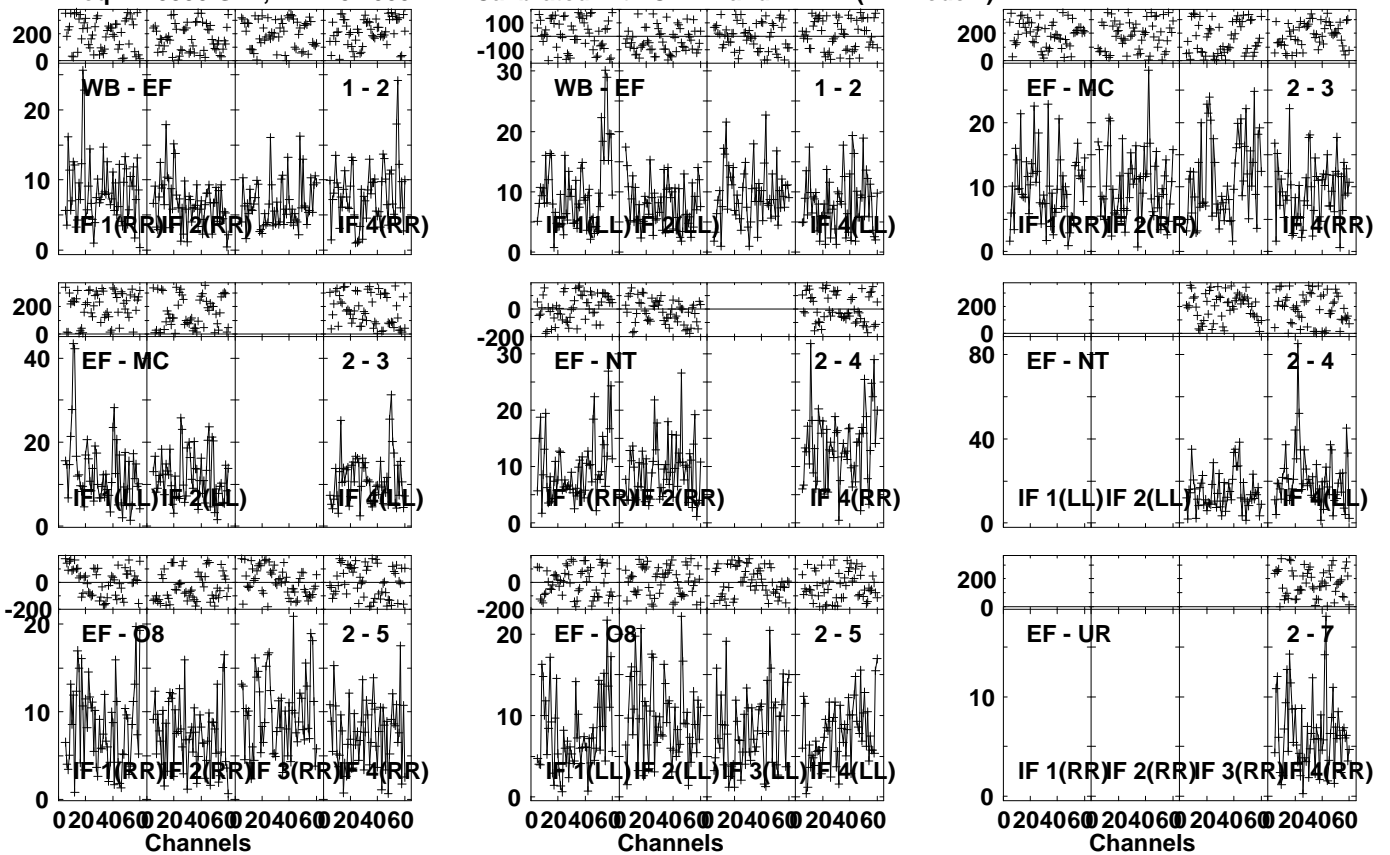 200
0
WB - EF
1 - 2
20
10
0
IF 1(RR)
IF 2(RR)
IF 4(RR)
100
-100
WB - EF
1 - 2
30
20
10
0
IF 1(LL)
IF 2(LL)
IF 4(LL)
200
0
EF - MC
2 - 3
30
20
10
0
IF 1(RR)
IF 2(RR)
IF 4(RR)
200
0
EF - MC
2 - 3
40
20
0
IF 1(LL)
IF 2(LL)
IF 4(LL)
0
-200
EF - NT
2 - 4
30
20
10
0
IF 1(RR)
IF 2(RR)
IF 4(RR)
200
0
EF - NT
2 - 4
80
40
0
IF 1(LL)
IF 2(LL)
IF 4(LL)
0
-200
EF - O8
2 - 5
20
10
0
IF 1(RR)
IF 2(RR)
IF 3(RR)
IF 4(RR)
0 20 40 60 0 20 40 60 0 20 40 60 0 20 40 60
Channels
0
-200
EF - O8
2 - 5
20
10
0
IF 1(LL)
IF 2(LL)
IF 3(LL)
IF 4(LL)
0 20 40 60 0 20 40 60 0 20 40 60 0 20 40 60
Channels
200
0
EF - UR
2 - 7
10
0
IF 1(RR)
IF 2(RR)
IF 3(RR)
IF 4(RR)
0 20 40 60 0 20 40 60 0 20 40 60 0 20 40 60
Channels